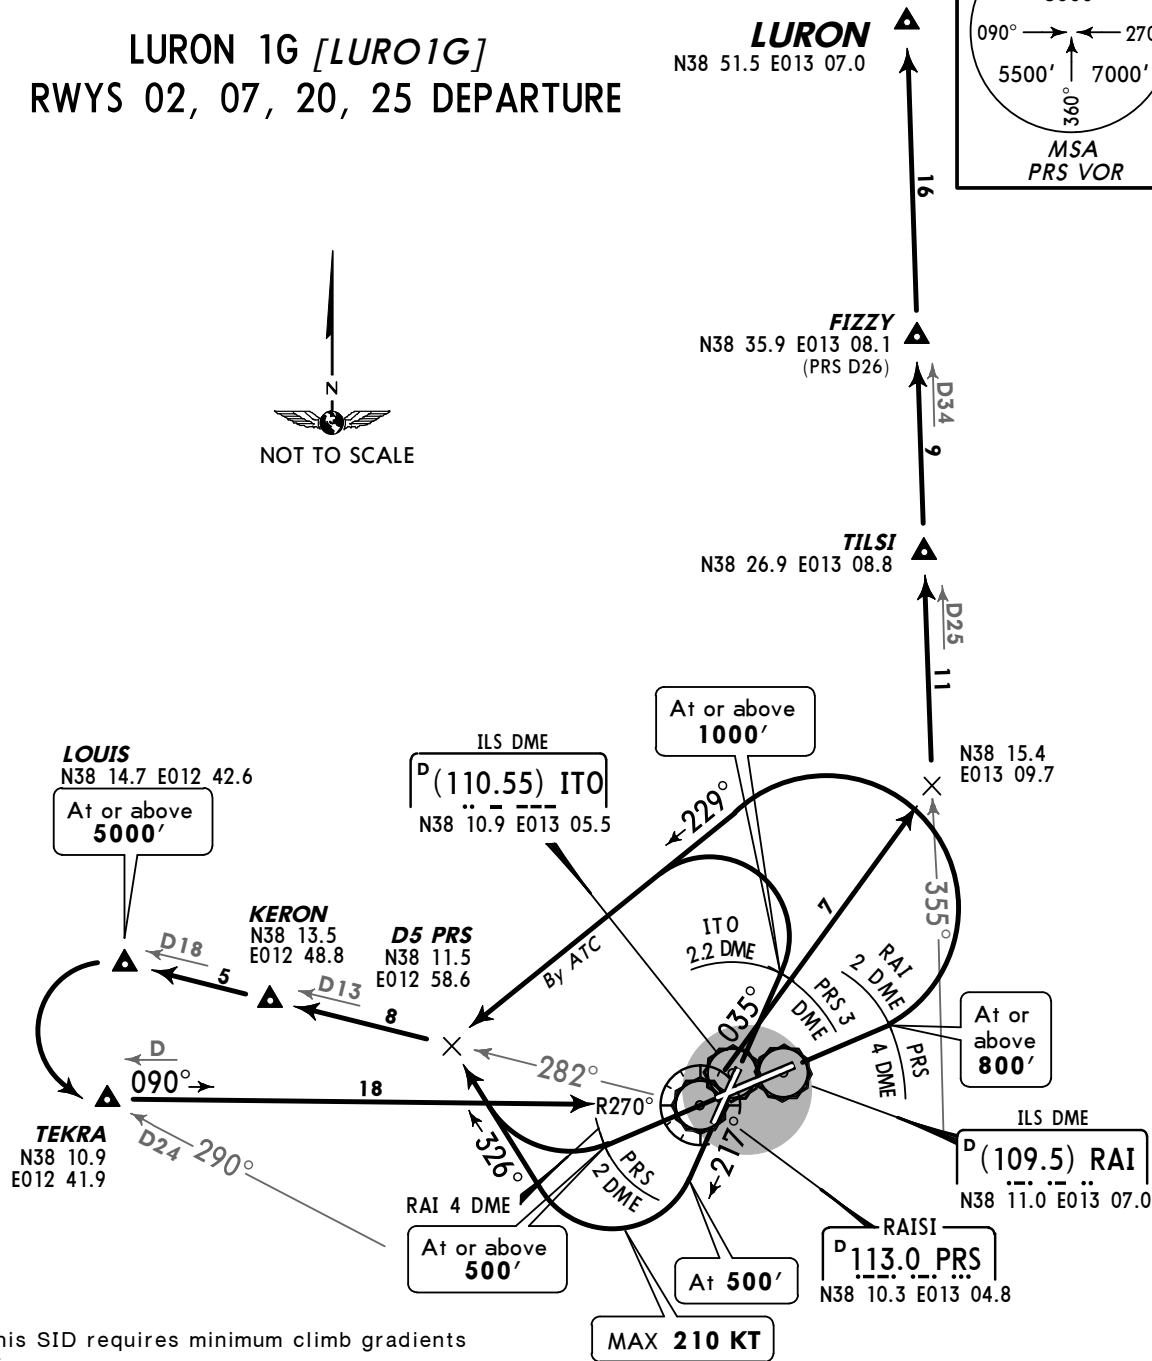 LURON 1G [LURO1G]
RWYS 02, 07, 20, 25 DEPARTURE
LURON
N38 51.5 E013 07.0
090°
270
5500'
7000'
360°
MSA
PRS VOR
16
N
NOT TO SCALE
FIZZY
N38 35.9 E013 08.1
(PRS D26)
D34
9
TILSI
N38 26.9 E013 08.8
D25
11
At or above
1000'
N38 15.4
E013 09.7
ILS DME
D (110.55) ITO
N38 10.9 E013 05.5
LOUIS
N38 14.7 E012 42.6
At or above
5000'
229°
By ATC
7
355°
KERON
N38 13.5
E012 48.8
D5 PRS
N38 11.5
E012 58.6
D18
5
D13
8
ITO
2.2 DME
PRS 3
DME
RAI
2 DME
PRS
4 DME
035°
At or
above
800'
282°
D
090°
18
R270°
TEKRA
N38 10.9
E012 41.9
D24
290°
326°
217°
PRS
2 DME
RAI 4 DME
At or above
500'
At 500'
MAX 210 KT
ILS DME
D (109.5) RAI
N38 11.0 E013 07.0
RAISI
D 113.0 PRS
N38 10.3 E013 04.8
his SID requires minimum climb gradients